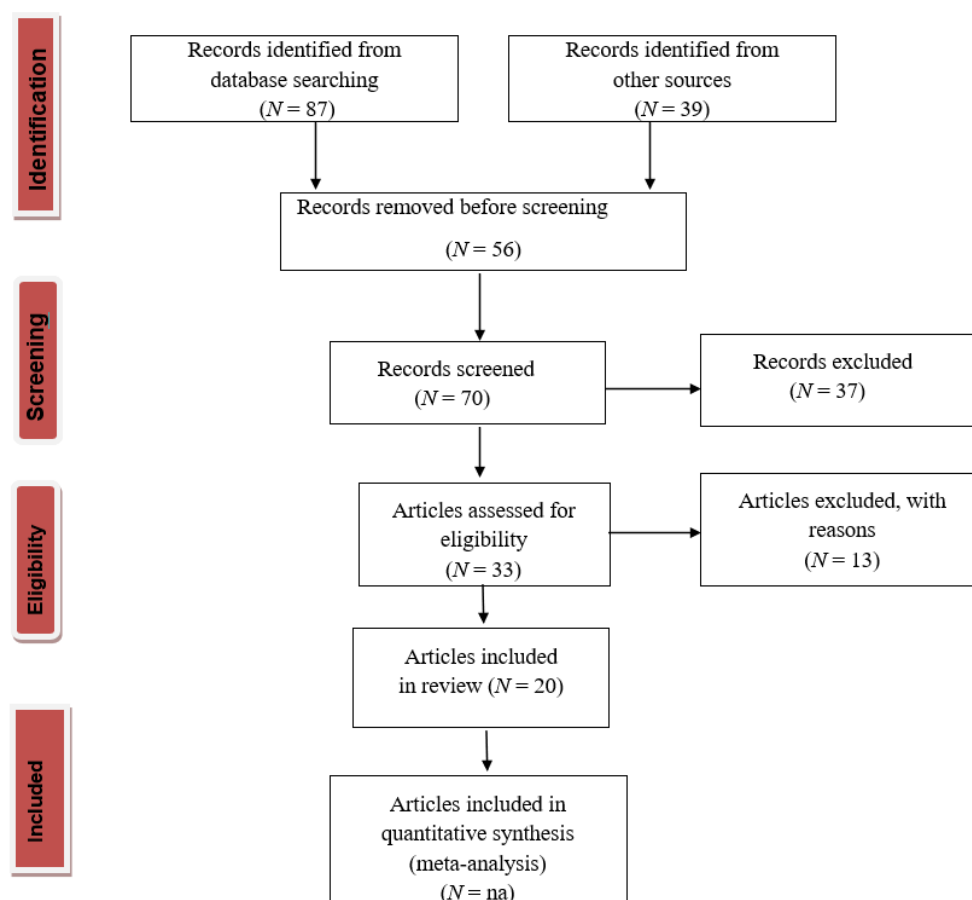 Identification
Records identified from
database searching
(N = 87)
Records identified from
other sources
(N = 39)
Records removed before screening
(N = 56)
Screening
Records screened
(N = 70)
Records excluded
(N = 37)
Eligibility
Articles assessed for
eligibility
(N = 33)
Articles excluded, with
reasons
(N = 13)
Articles included
in review (N = 20)
Included
Articles included in
quantitative synthesis
(meta-analysis)
(N = na)